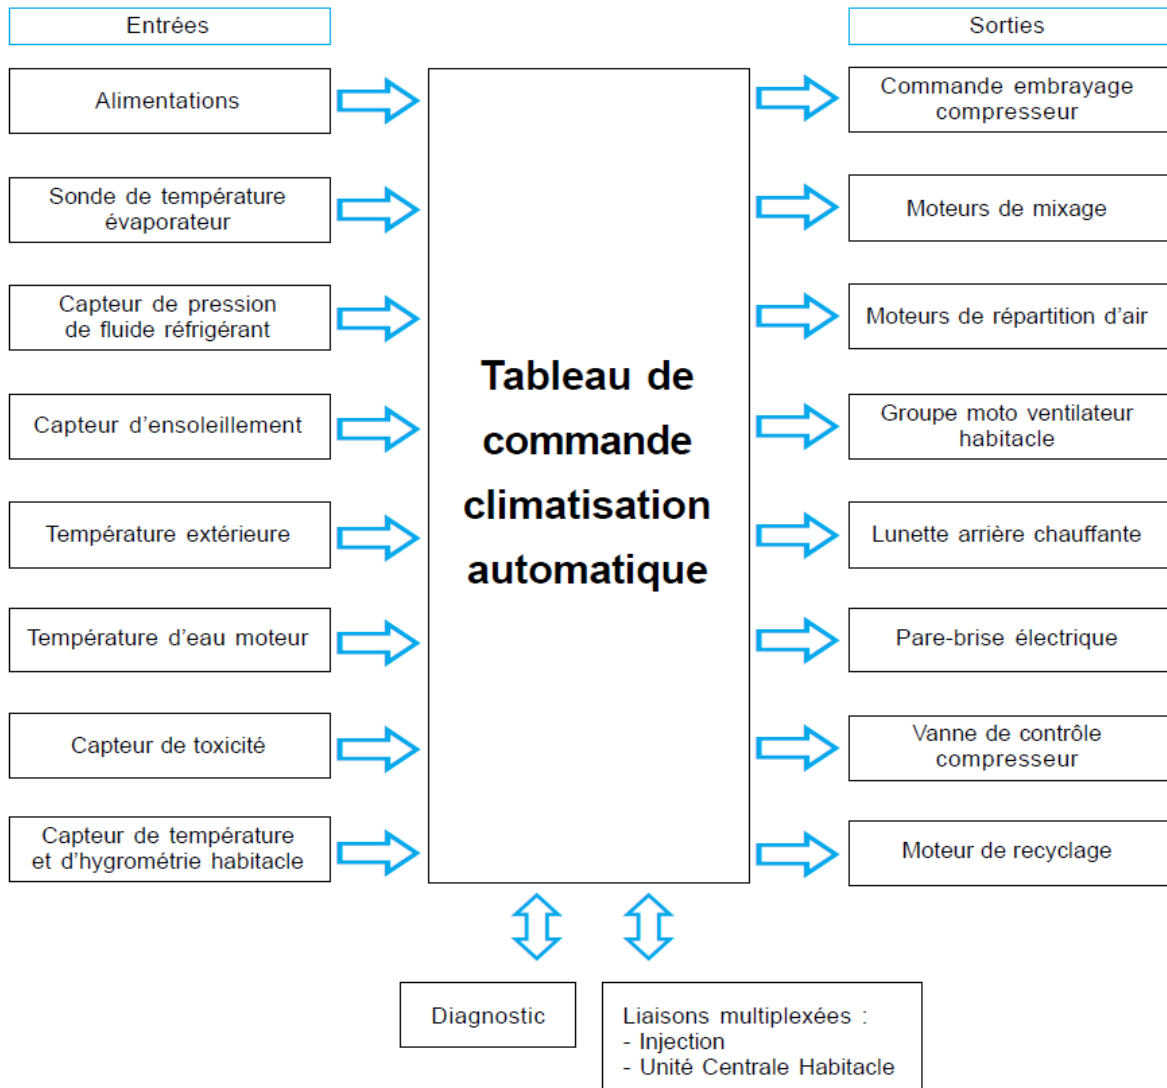 Entrées
Sorties
Alimentations
Commande embrayage
compresseur
Sonde de température
évaporateur
Moteurs de mixage
Capteur de pression
de fluide réfrigérant
Moteurs de répartition d'air
Tableau de
commande
climatisation
automatique
Capteur d'ensoleillement
Groupe moto ventilateur
habitacle
Température extérieure
Lunette arrière chauffante
Température d'eau moteur
Pare-brise électrique
Capteur de toxicité
Vanne de contrôle
compresseur
Capteur de température
et d'hygrométrie habitacle
Moteur de recyclage
Diagnostic
Liaisons multiplexées :
- Injection
- Unité Centrale Habitacle